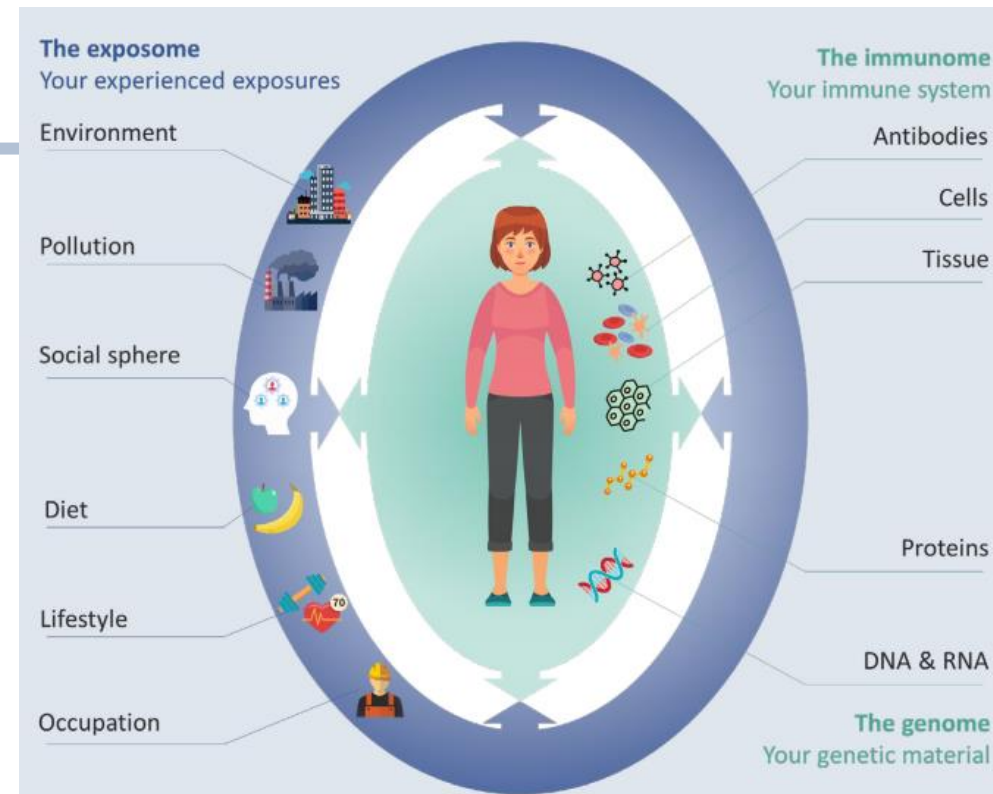 The exposome
Your experienced exposures
Environment
Pollution
Social sphere
Diet
Lifestyle
70
Occupation
The immunome
Your immune system
Antibodies
Cells
Tissue
Proteins
DNA & RNA
The genome
Your genetic material